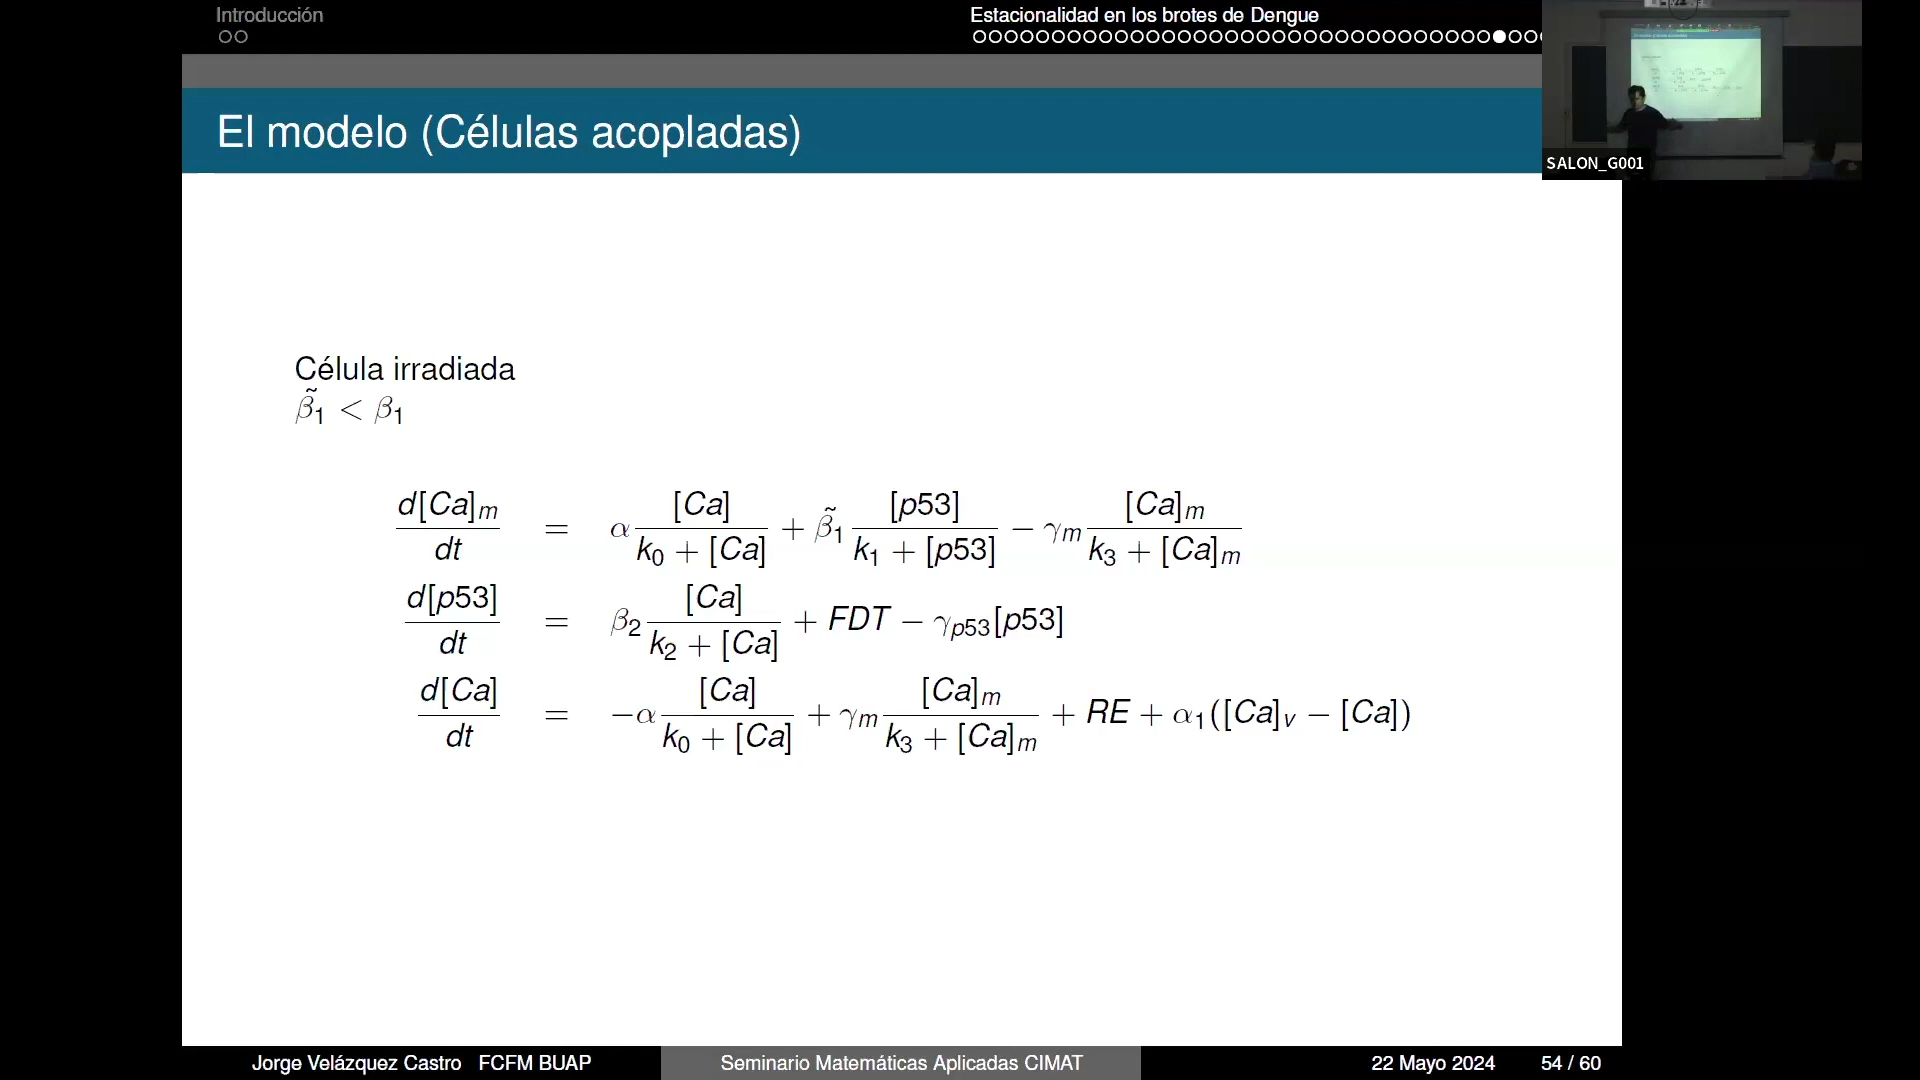 Introducción
Estacionalidad en los brotes de Dengue
El modelo (Células acopladas)
SALON_G001
Célula irradiada
β̃₁ < β₁
d[Ca]ₘ/dt = α [Ca]/(k₀ + [Ca]) + β̃₁ [p53]/(k₁ + [p53]) − γₘ [Ca]ₘ/(k₃ + [Ca]ₘ)
d[p53]/dt = β₂ [Ca]/(k₂ + [Ca]) + FDT − γ_p53[p53]
d[Ca]/dt = −α [Ca]/(k₀ + [Ca]) + γₘ [Ca]ₘ/(k₃ + [Ca]ₘ) + RE + α₁([Ca]ᵥ − [Ca])
Jorge Velázquez Castro FCFM BUAP
Seminario Matemáticas Aplicadas CIMAT
22 Mayo 2024
54 / 60